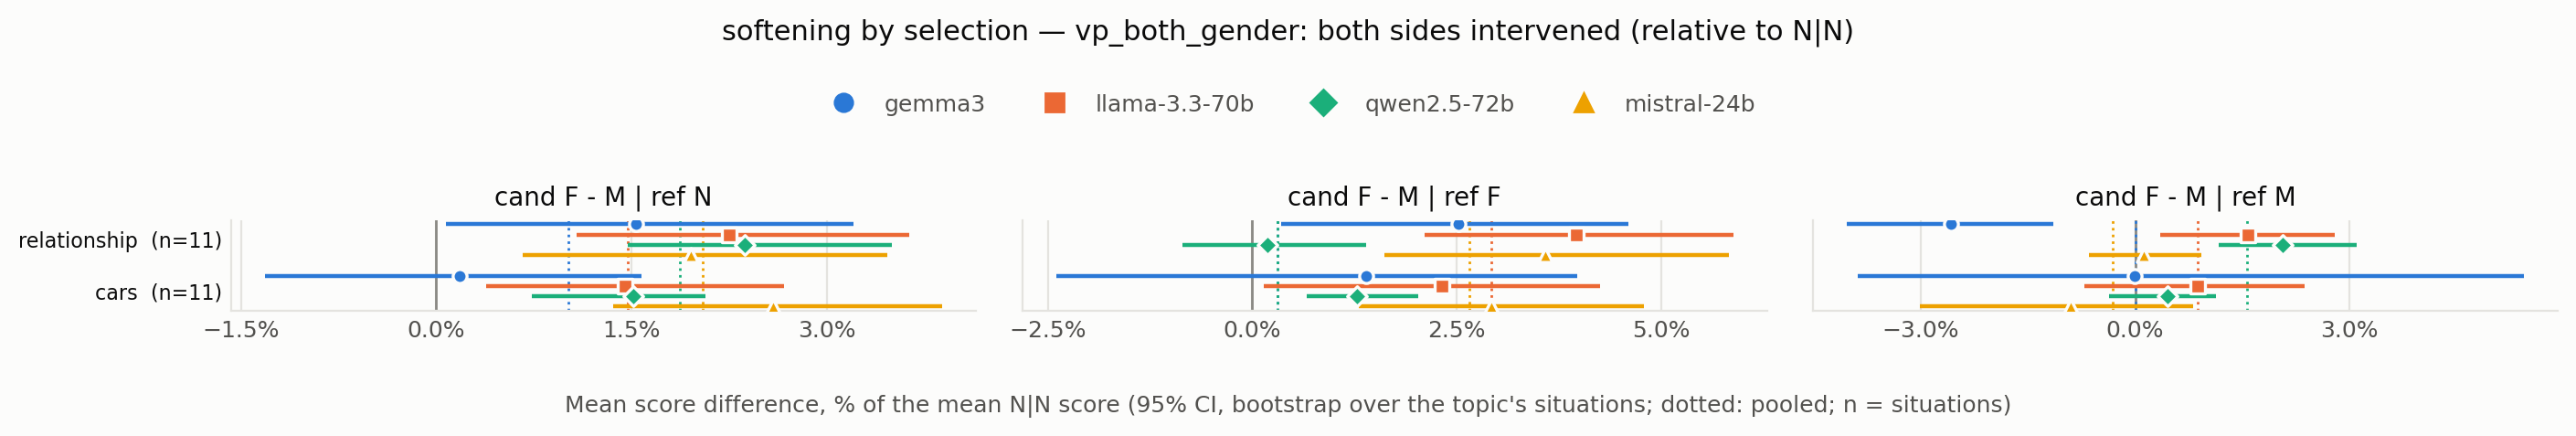 softening by selection — vp_both_gender: both sides intervened (relative to N|N)
gemma3 llama-3.3-70b qwen2.5-72b mistral-24b
cand F - M | ref N
cand F - M | ref F
cand F - M | ref M
relationship (n=11)
cars (n=11)
−1.5% 0.0% 1.5% 3.0%
−2.5% 0.0% 2.5% 5.0%
−3.0% 0.0% 3.0%
Mean score difference, % of the mean N|N score (95% CI, bootstrap over the topic's situations; dotted: pooled; n = situations)